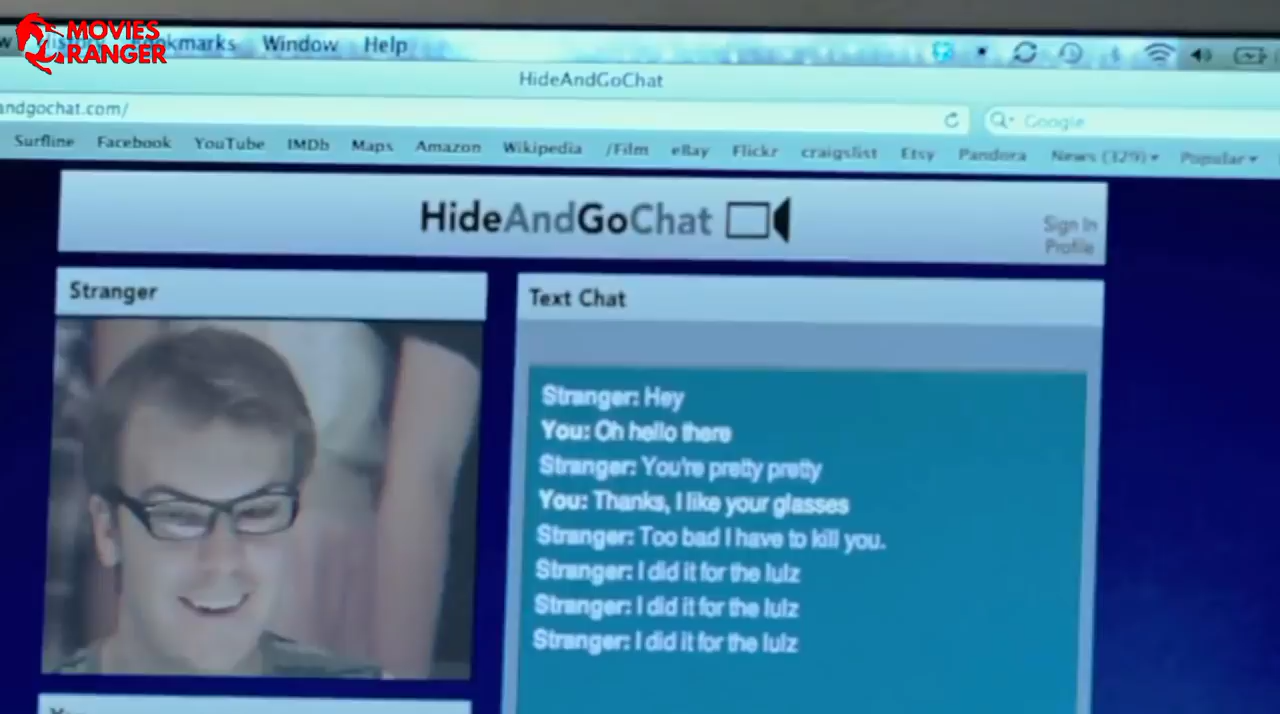 MOVIES
RANGER
Bookmarks Window Help
HideAndGoChat
andgochat.com/
Google
Surfline Facebook YouTube IMDb Maps Amazon Wikipedia /Film eBay Flickr craigslist Etsy Pandora News (329) Popular
HideAndGoChat
Sign In
Profile
Stranger
Text Chat
Stranger: Hey
You: Oh hello there
Stranger: You're pretty pretty
You: Thanks, I like your glasses
Stranger: Too bad I have to kill you.
Stranger: I did it for the lulz
Stranger: I did it for the lulz
Stranger: I did it for the lulz